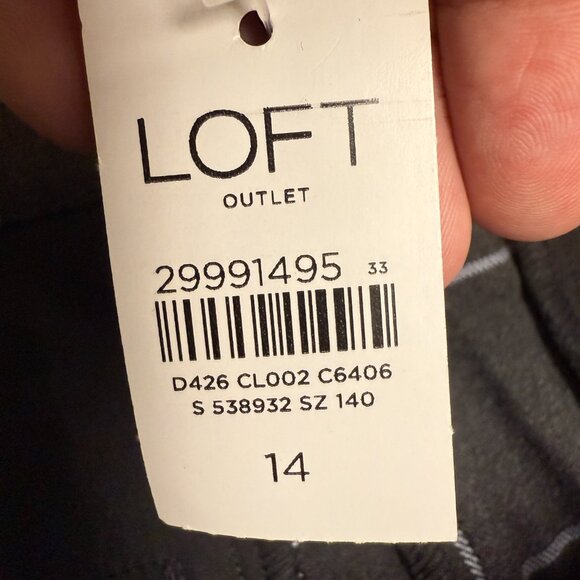 LOFT
OUTLET
29991495 33
D426 CL002 C6406
S 538932 SZ 140
14